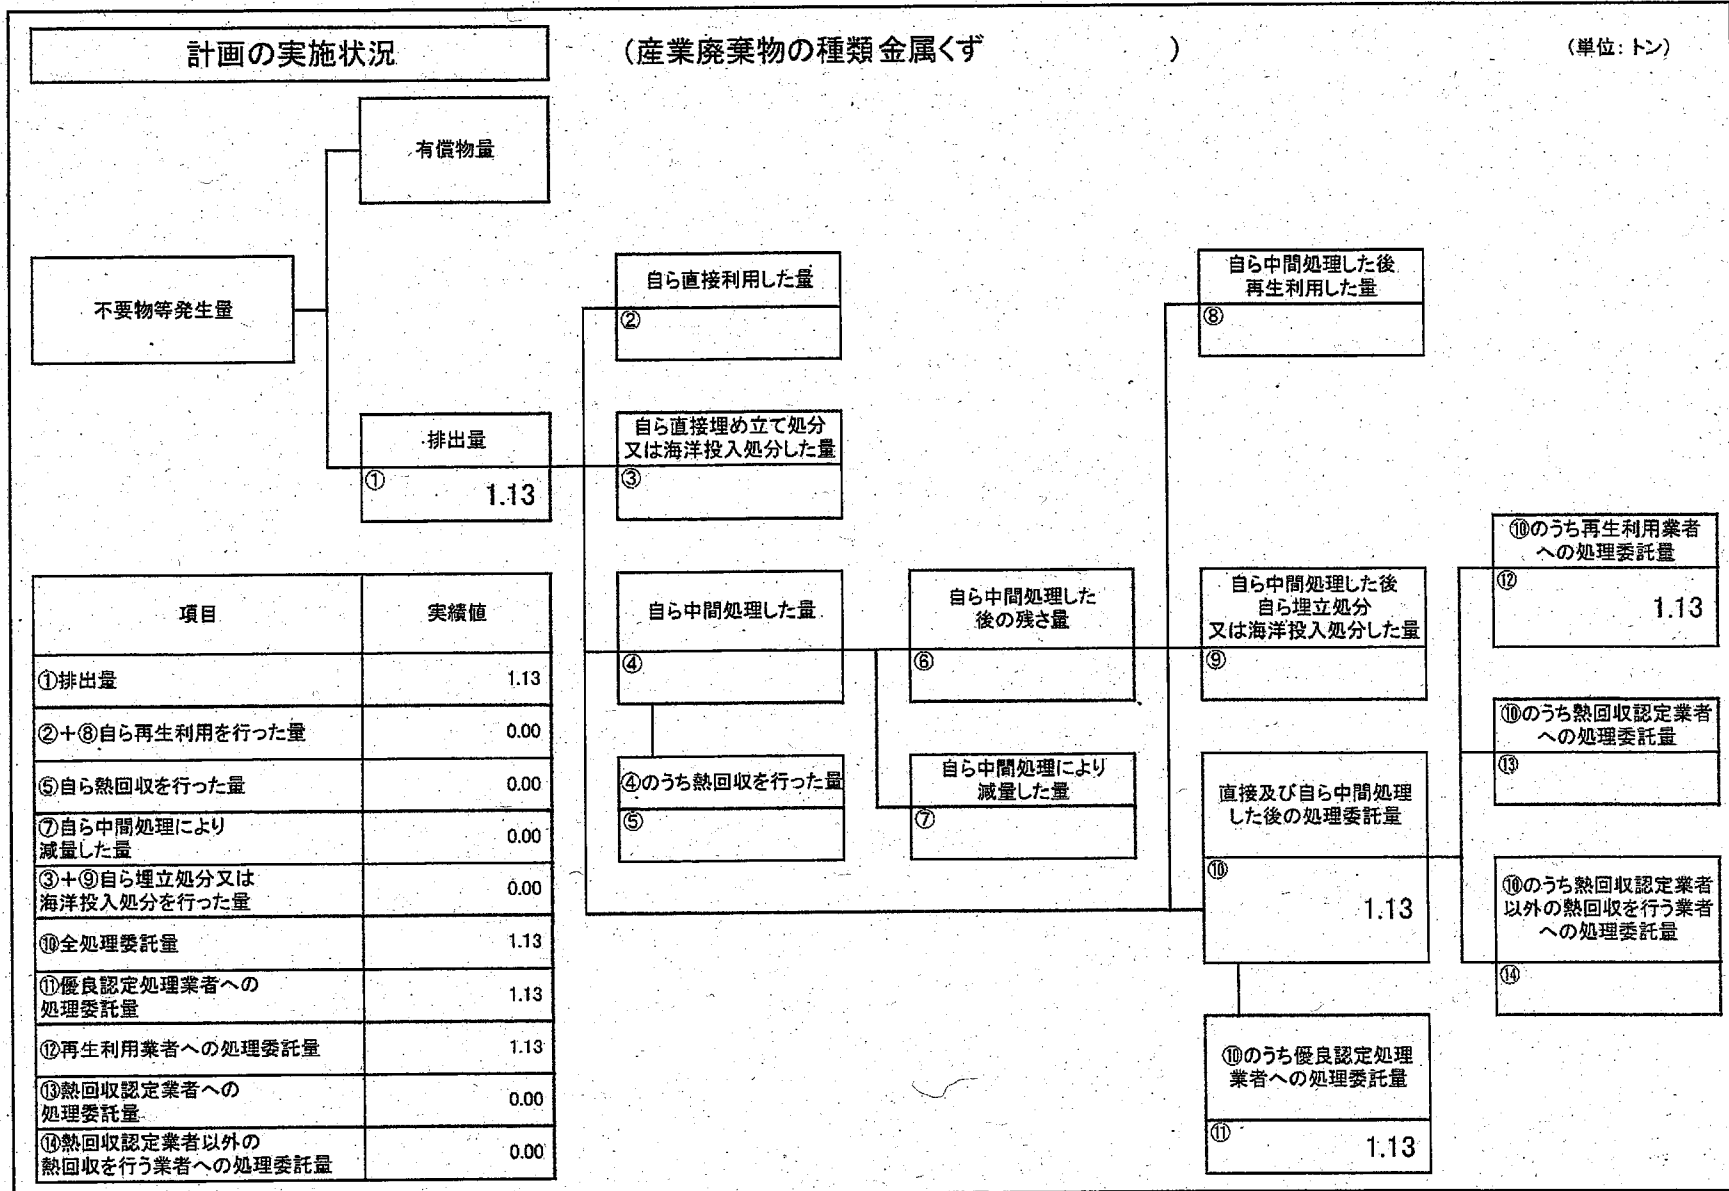 計画の実施状況
（産業廃棄物の種類 金属くず　　　　　）
（単位：トン）
有償物量
不要物等発生量
排出量
①
1.13
自ら直接利用した量
②
自ら直接埋め立て処分
又は海洋投入処分した量
③
自ら中間処理した量
④
④のうち熱回収を行った量
⑤
自ら中間処理した
後の残さ量
⑥
自ら中間処理により
減量した量
⑦
自ら中間処理した後
再生利用した量
⑧
自ら中間処理した後
自ら埋立処分
又は海洋投入処分した量
⑨
直接及び自ら中間処理
した後の処理委託量
⑩
1.13
⑩のうち優良認定処理
業者への処理委託量
⑪
1.13
⑩のうち再生利用業者
への処理委託量
⑫
1.13
⑩のうち熱回収認定業者
への処理委託量
⑬
⑩のうち熱回収認定業者
以外の熱回収を行う業者
への処理委託量
⑭
項目 実績値
①排出量 1.13
②＋⑧自ら再生利用を行った量 0.00
⑤自ら熱回収を行った量 0.00
⑦自ら中間処理により
減量した量 0.00
③＋⑨自ら埋立処分又は
海洋投入処分を行った量 0.00
⑩全処理委託量 1.13
⑪優良認定処理業者への
処理委託量 1.13
⑫再生利用業者への処理委託量 1.13
⑬熱回収認定業者への
処理委託量 0.00
⑭熱回収認定業者以外の
熱回収を行う業者への処理委託量 0.00